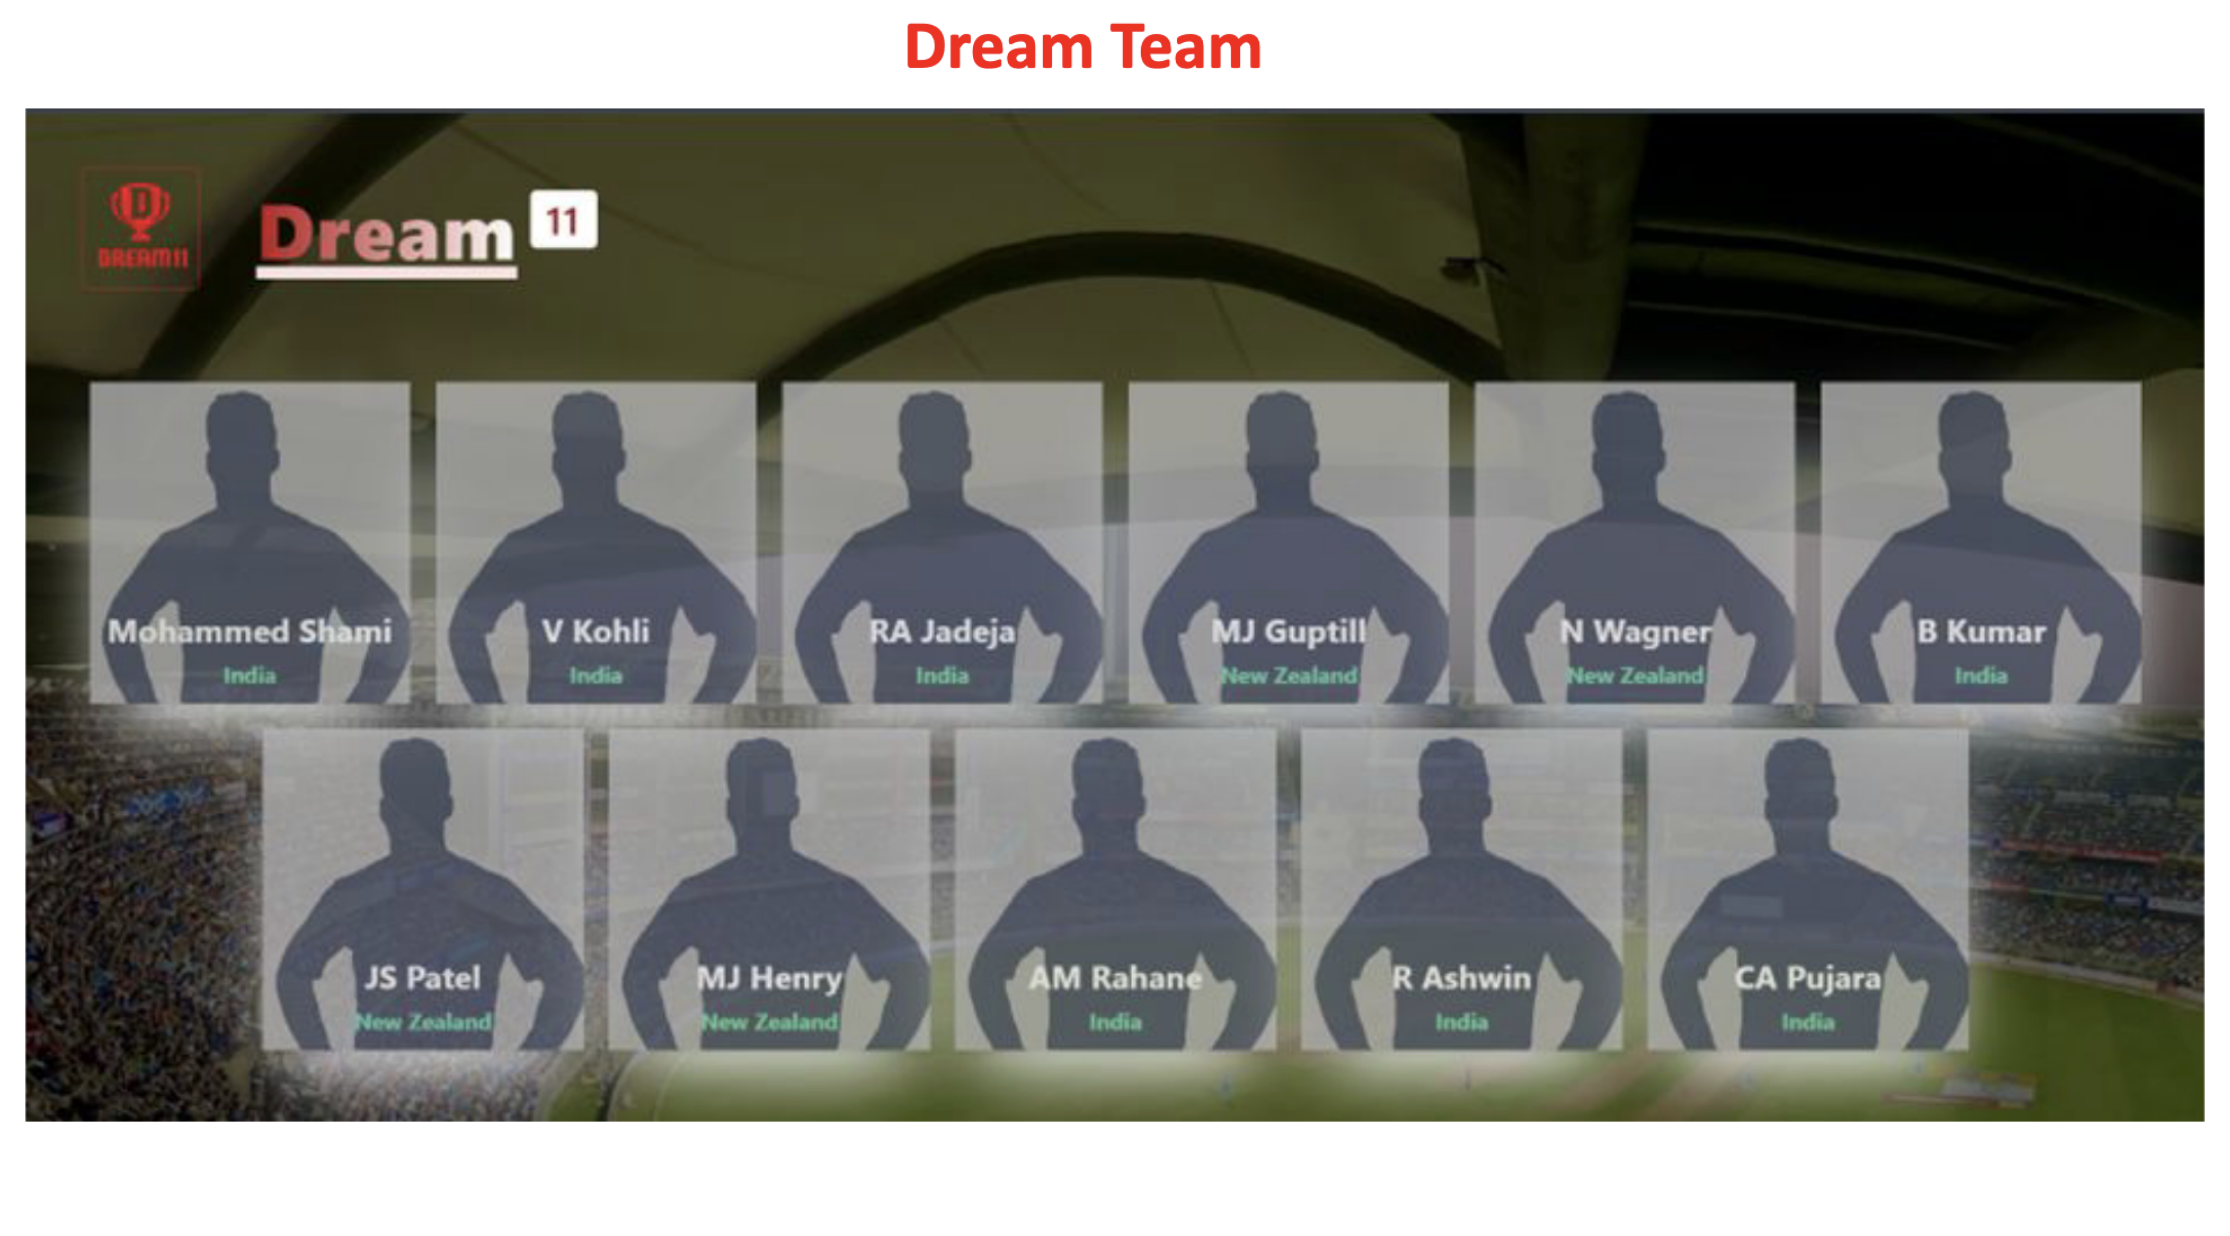 Dream Team
DREAM11
Dream 11
Mohammed Shami
India
V Kohli
India
RA Jadeja
India
MJ Guptill
New Zealand
N Wagner
New Zealand
B Kumar
India
JS Patel
New Zealand
MJ Henry
New Zealand
AM Rahane
India
R Ashwin
India
CA Pujara
India